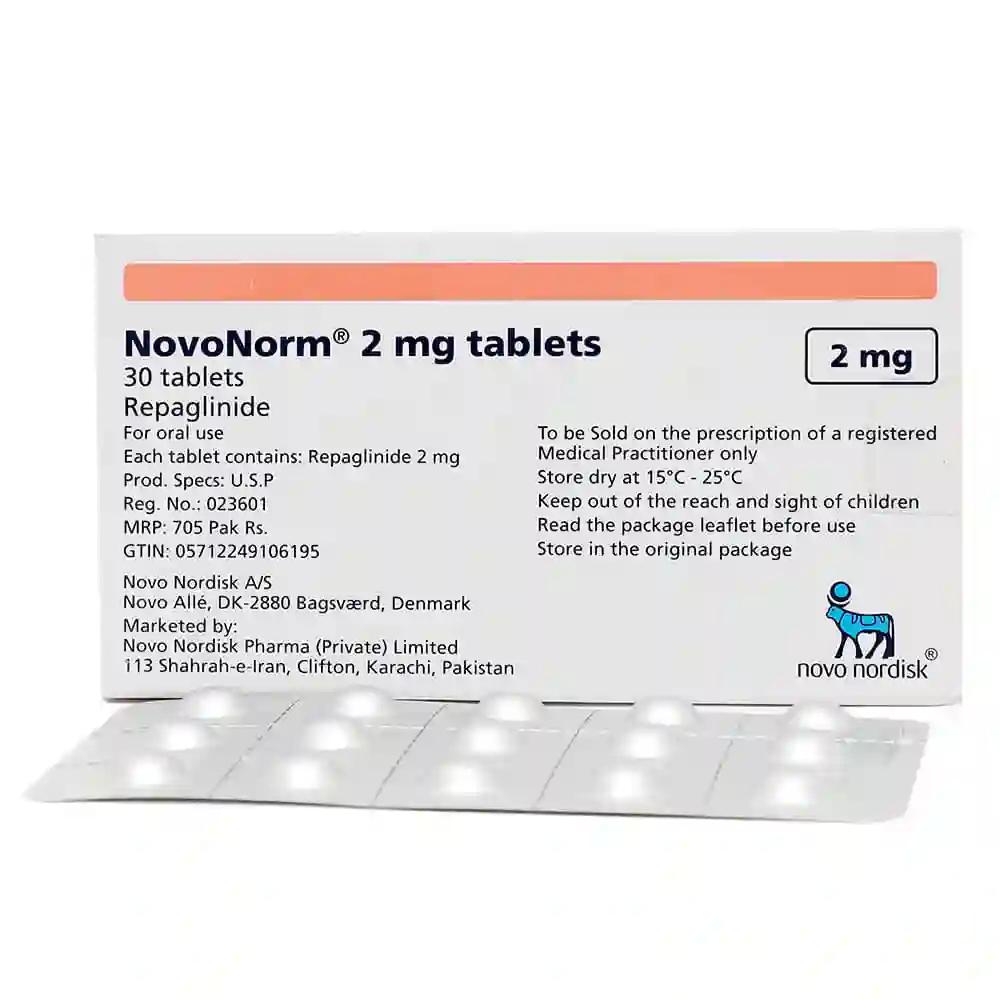 NovoNorm® 2 mg tablets
2 mg
30 tablets
Repaglinide
For oral use
Each tablet contains: Repaglinide 2 mg
Prod. Specs: U.S.P
Reg. No.: 023601
MRP: 705 Pak Rs.
GTIN: 05712249106195
Novo Nordisk A/S
Novo Allé, DK-2880 Bagsværd, Denmark
Marketed by:
Novo Nordisk Pharma (Private) Limited
113 Shahrah-e-Iran, Clifton, Karachi, Pakistan
To be Sold on the prescription of a registered
Medical Practitioner only
Store dry at 15°C - 25°C
Keep out of the reach and sight of children
Read the package leaflet before use
Store in the original package
novo nordisk®